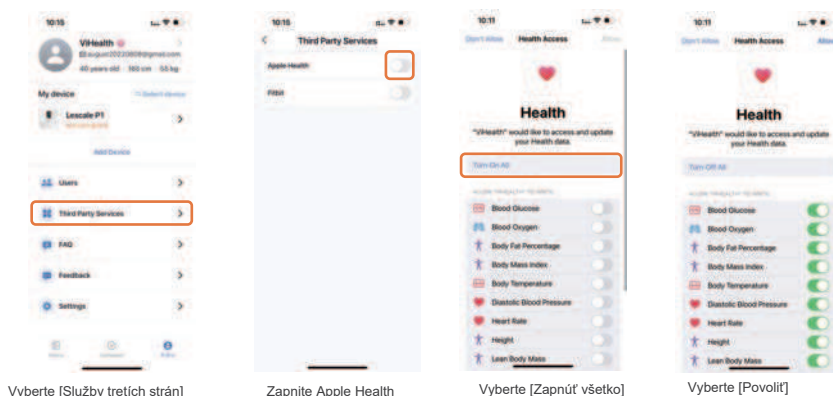 10:15
ViHealth
40 years old 160 cm 55 kg
My device
Select device
Lescale P1
Add Device
Users
Third Party Services
FAQ
Feedback
Settings
Vyberte [Služby tretích strán]
10:15
Third Party Services
Apple Health
Fitbit
Zapnite Apple Health
10:11
Don't Allow Health Access Allow
Health
"ViHealth" would like to access and update
your Health data.
Turn On All
Blood Glucose
Blood Oxygen
Body Fat Percentage
Body Mass Index
Body Temperature
Diastolic Blood Pressure
Heart Rate
Height
Lean Body Mass
Vyberte [Zapnúť všetko]
10:11
Don't Allow Health Access Allow
Health
"ViHealth" would like to access and update
your Health data.
Turn Off All
Blood Glucose
Blood Oxygen
Body Fat Percentage
Body Mass Index
Body Temperature
Diastolic Blood Pressure
Heart Rate
Height
Lean Body Mass
Vyberte [Povoliť]